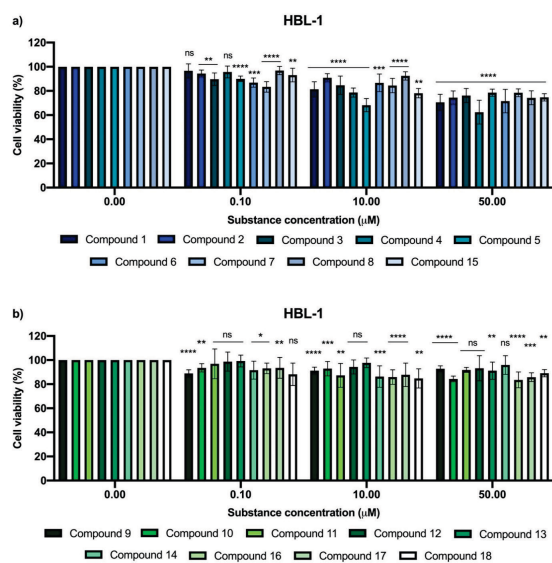 a)
HBL-1
Cell viability (%)
120
100
80
60
40
20
0
ns
**
ns
****
***
****
**
****
***
****
**
****
0.00
0.10
10.00
50.00
Substance concentration (μM)
Compound 1
Compound 2
Compound 3
Compound 4
Compound 5
Compound 6
Compound 7
Compound 8
Compound 15
b)
HBL-1
Cell viability (%)
120
100
80
60
40
20
0
****
**
ns
*
**
ns
****
***
**
ns
***
****
**
****
ns
**
ns
****
***
**
0.00
0.10
10.00
50.00
Substance concentration (μM)
Compound 9
Compound 10
Compound 11
Compound 12
Compound 13
Compound 14
Compound 16
Compound 17
Compound 18